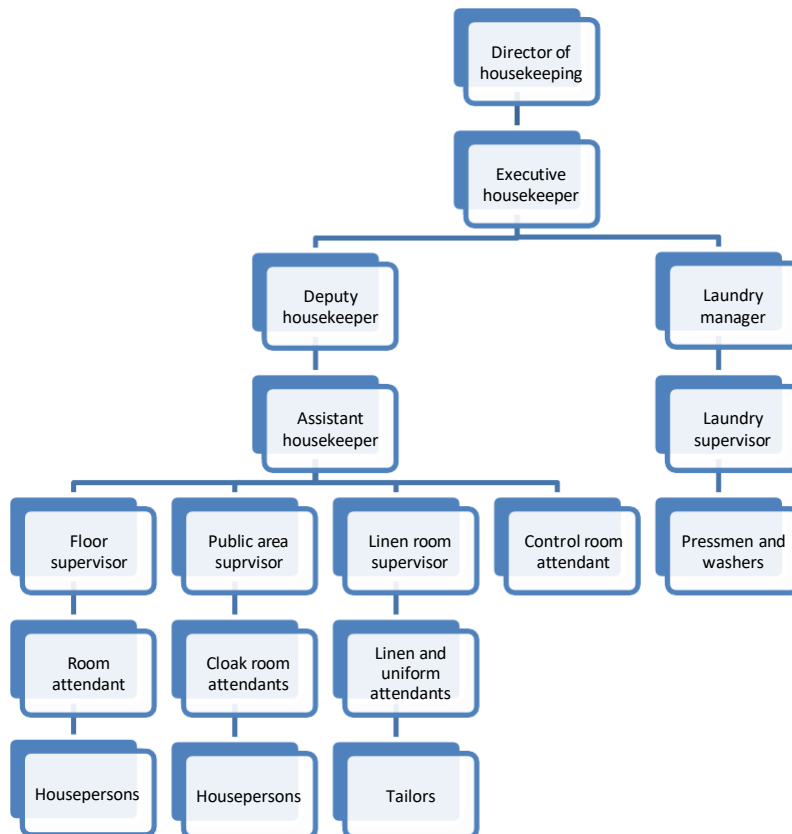 Director of
housekeeping
Executive
housekeeper
Deputy
housekeeper
Laundry
manager
Assistant
housekeeper
Laundry
supervisor
Floor
supervisor
Public area
suprvisor
Linen room
supervisor
Control room
attendant
Pressmen and
washers
Room
attendant
Cloak room
attendants
Linen and
uniform
attendants
Housepersons
Housepersons
Tailors